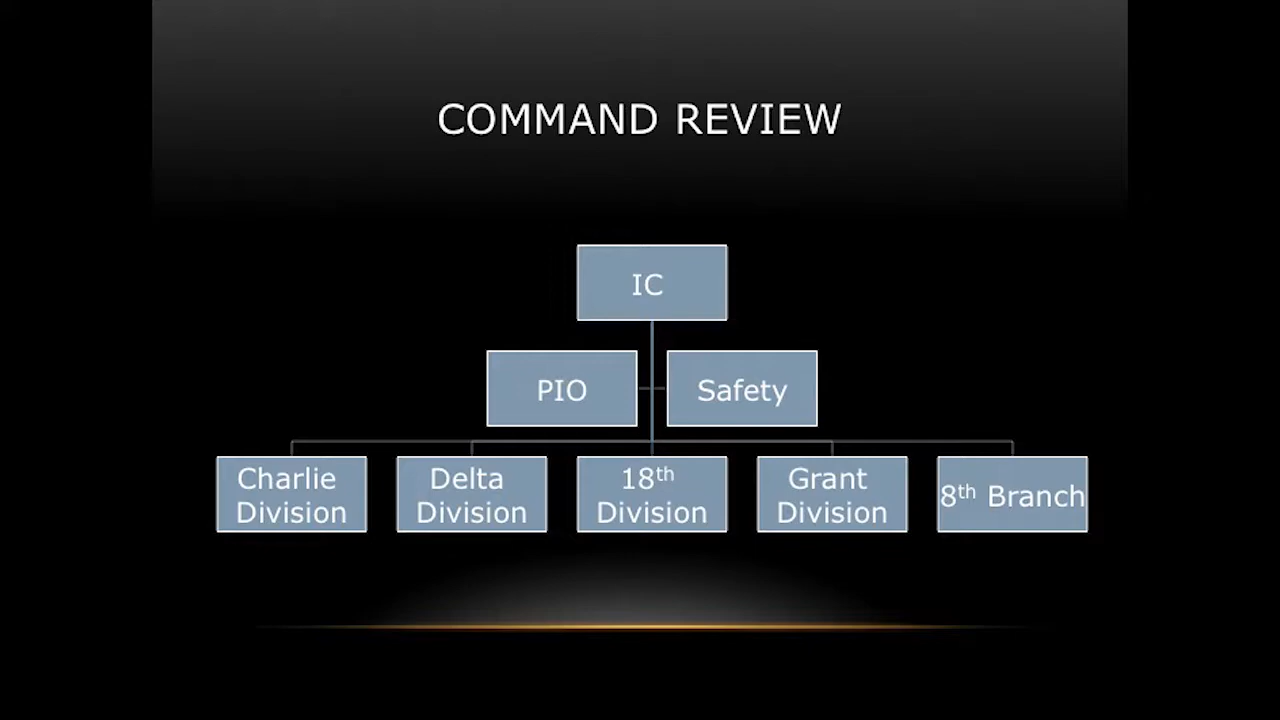 COMMAND REVIEW
IC
PIO
Safety
Charlie
Division
Delta
Division
18th
Division
Grant
Division
8th Branch